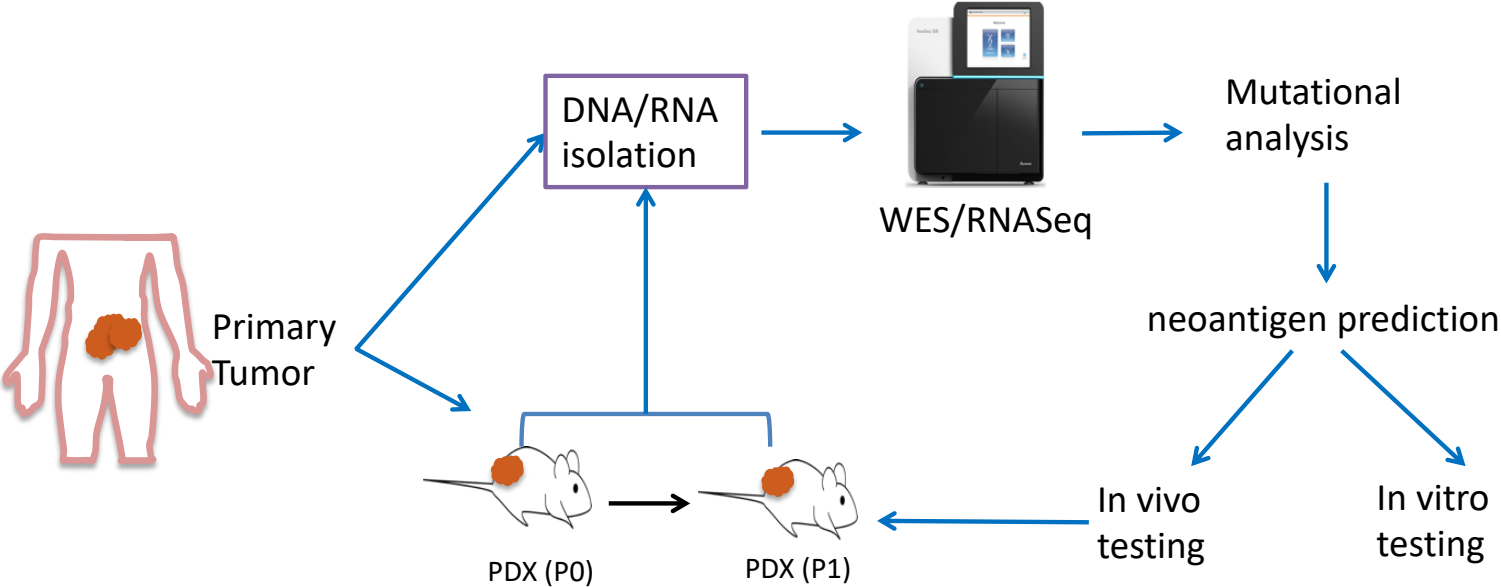 DNA/RNA
isolation
WES/RNASeq
Mutational
analysis
Primary
Tumor
neoantigen prediction
In vivo
testing
In vitro
testing
PDX (P0)
PDX (P1)